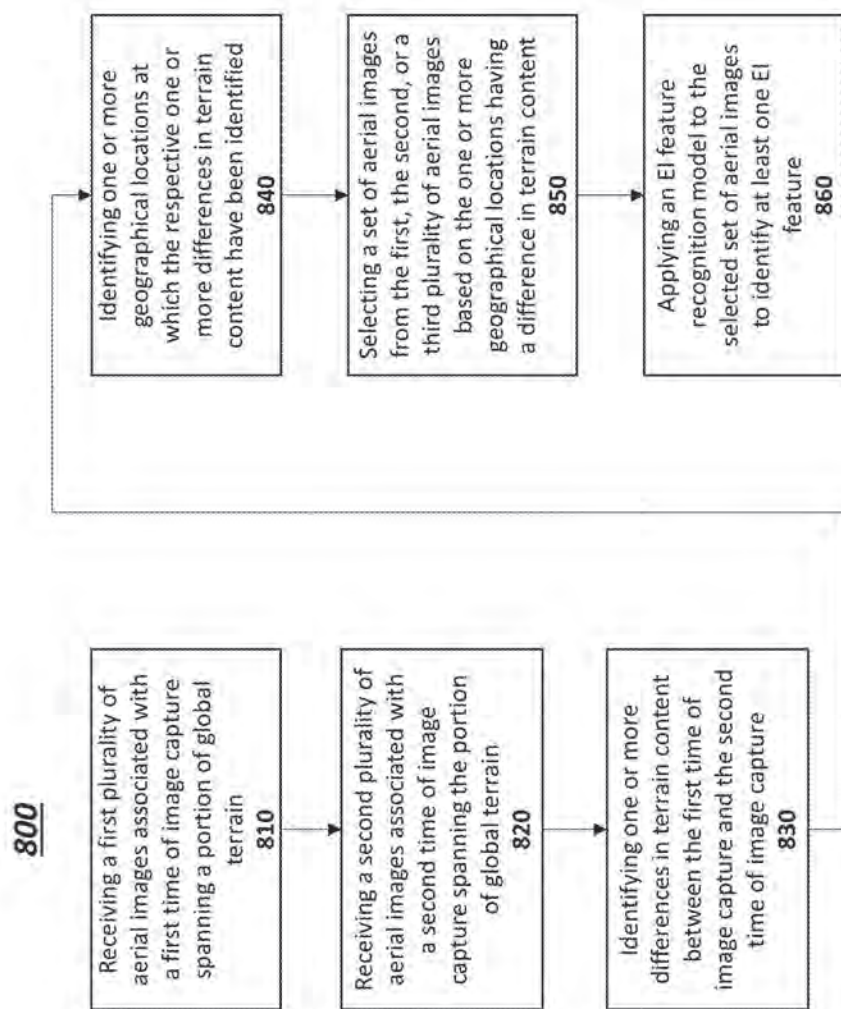 800
Receiving a first plurality of
aerial images associated with
a first time of image capture
spanning a portion of global
terrain
810
Receiving a second plurality of
aerial images associated with
a second time of image
capture spanning the portion
of global terrain
820
Identifying one or more
differences in terrain content
between the first time of
image capture and the second
time of image capture
830
Identifying one or more
geographical locations at
which the respective one or
more differences in terrain
content have been identified
840
Selecting a set of aerial images
from the first, the second, or a
third plurality of aerial images
based on the one or more
geographical locations having
a difference in terrain content
850
Applying an EI feature
recognition model to the
selected set of aerial images
to identify at least one EI
feature
860